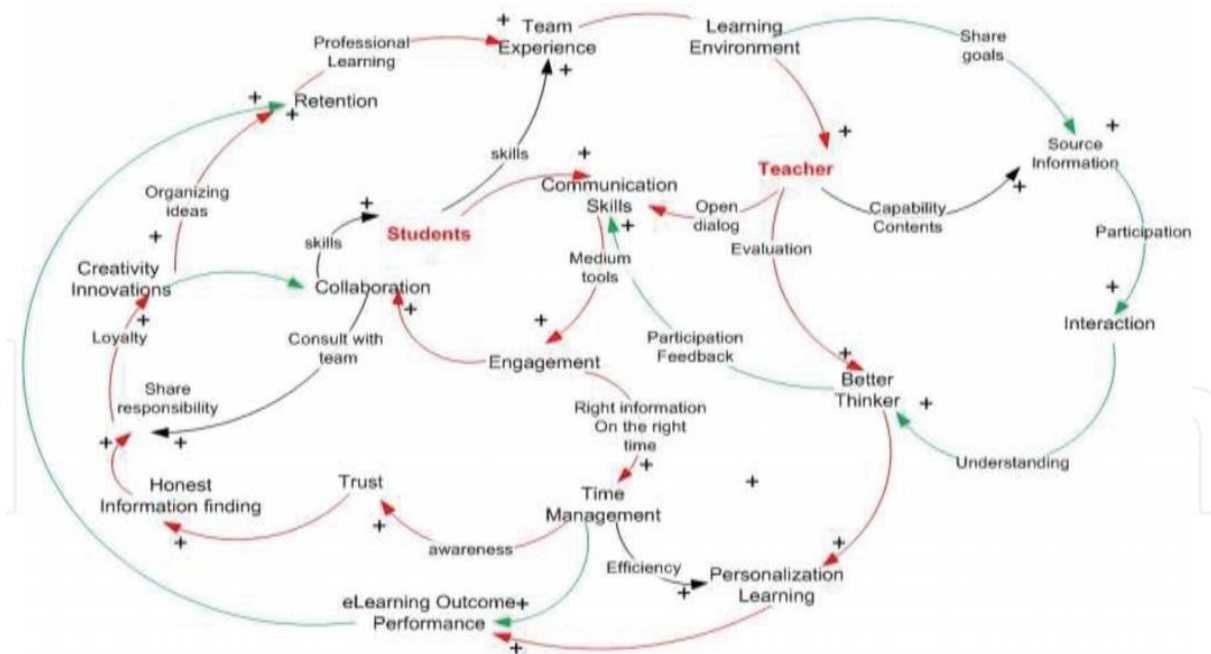 +
Team
Experience
Learning
Environment
Share
goals
Professional
Learning
+
+
Retention
+
+
Teacher
+
Source
Information
+
skills
+
Communication
Skills
+
Open
dialog
Capability
Contents
Organizing
ideas
+
Students
skills
Evaluation
Participation
+
Creativity
Innovations
Collaboration
+
Medium
tools
+
Interaction
+
Loyalty
Consult with
team
+
Engagement
Participation
Feedback
+
Better
Thinker
+
Share
responsibility
+
+
Right information
On the right
time
+
Understanding
Honest
Information finding
+
Trust
+
Time
Management
+
awareness
Efficiency
+
Personalization
Learning
+
eLearning Outcome+
Performance
+